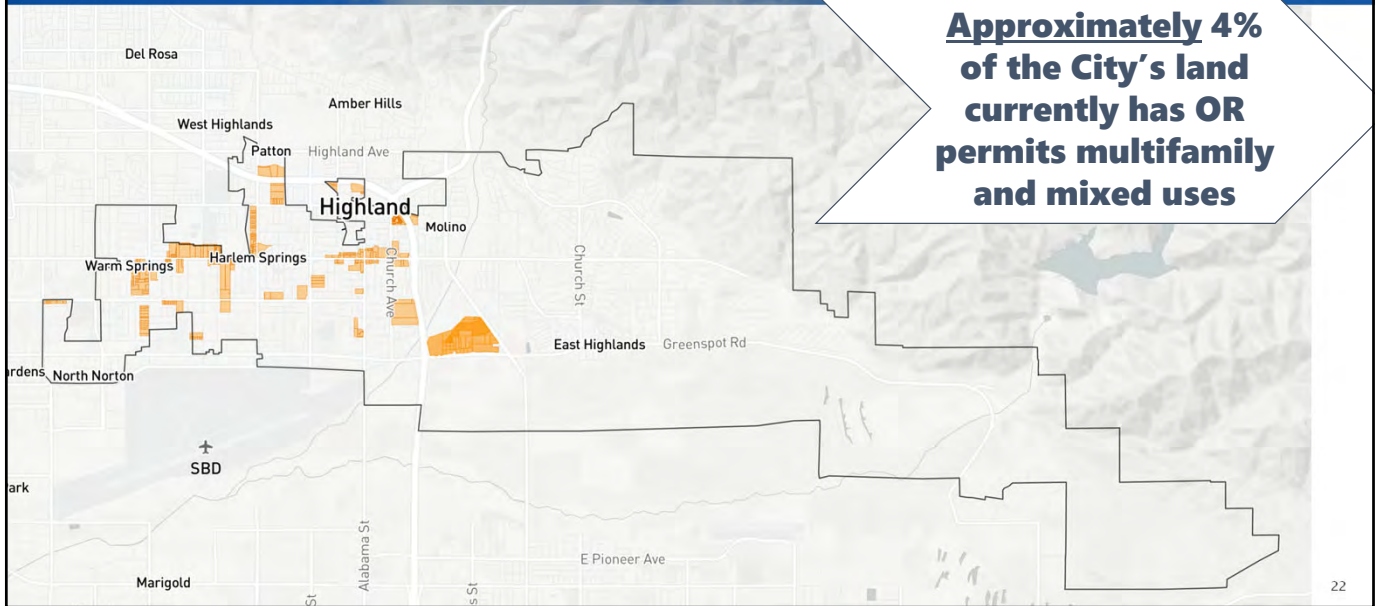 Approximately 4%
of the City’s land
currently has OR
permits multifamily
and mixed uses
Del Rosa
Amber Hills
West Highlands
Patton
Highland Ave
Highland
Molino
Warm Springs
Harlem Springs
Church Ave
Church St
East Highlands
Greenspot Rd
rdens
North Norton
SBD
ark
Alabama St
E Pioneer Ave
Marigold
St
s St
22